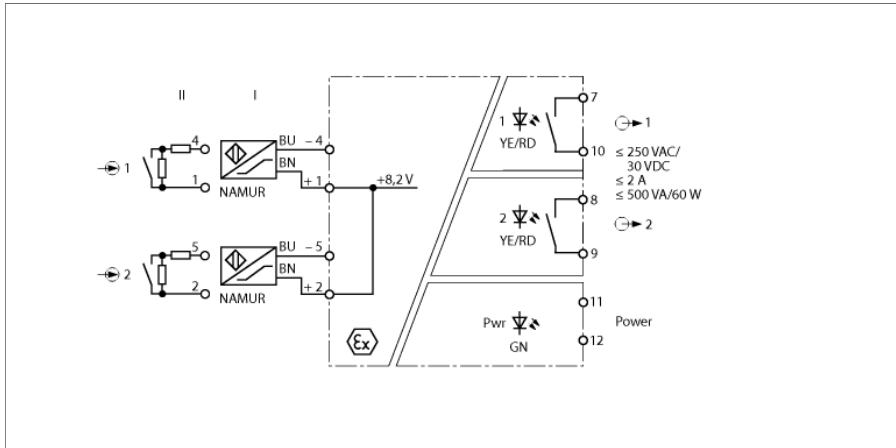 II I
1
4
1
BU – 4
BN
+ 1
NAMUR
+8,2 V
2
5
2
BU – 5
BN
+ 2
NAMUR
Ex
1
YE/RD
7
10
1
≤ 250 VAC/
30 VDC
≤ 2 A
≤ 500 VA/60 W
2
YE/RD
8
9
2
Pwr
GN
11
12
Power